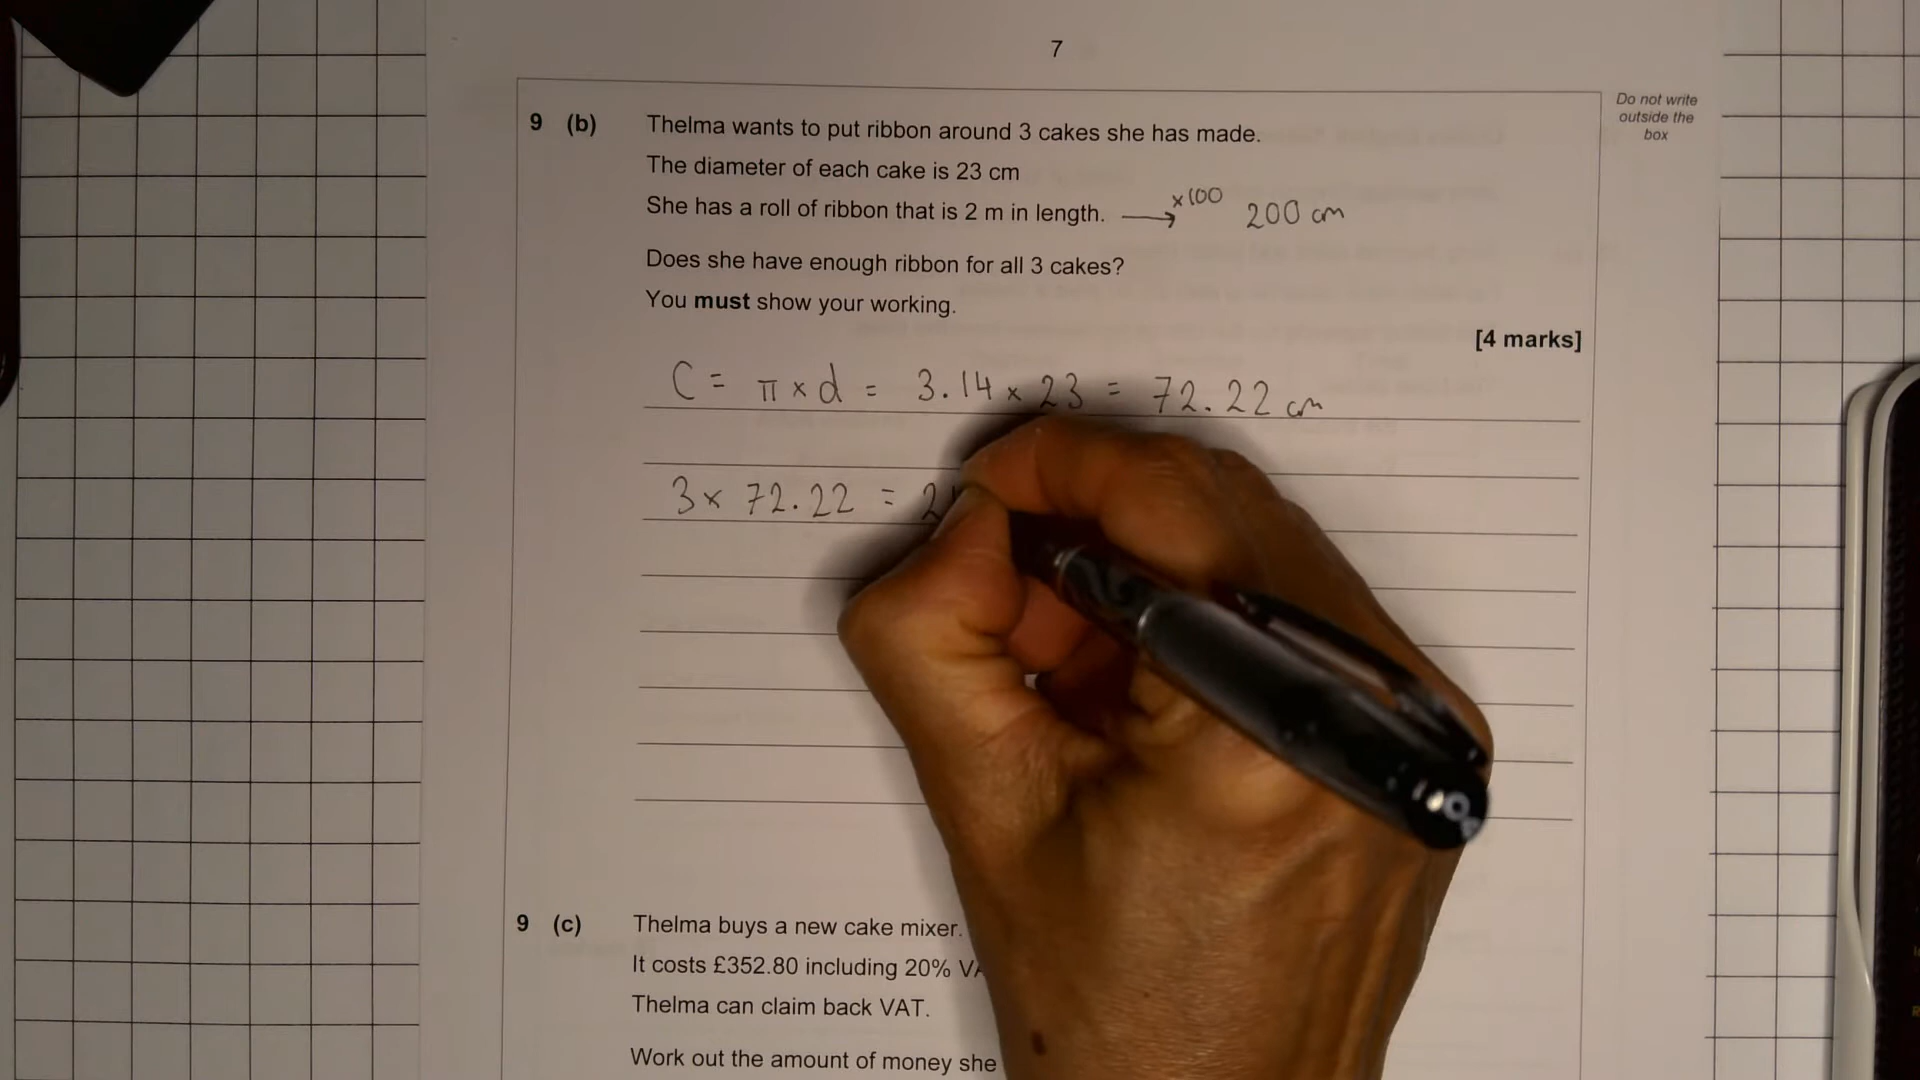 7
Do not write
outside the
box
9 (b) Thelma wants to put ribbon around 3 cakes she has made.
The diameter of each cake is 23 cm
She has a roll of ribbon that is 2 m in length. → ×100 200 cm
Does she have enough ribbon for all 3 cakes?
You must show your working.
[4 marks]
C = π × d = 3.14 × 23 = 72.22 cm
3 × 72.22 = 2
9 (c) Thelma buys a new cake mixer.
It costs £352.80 including 20%
Thelma can claim back VAT.
Work out the amount of money she